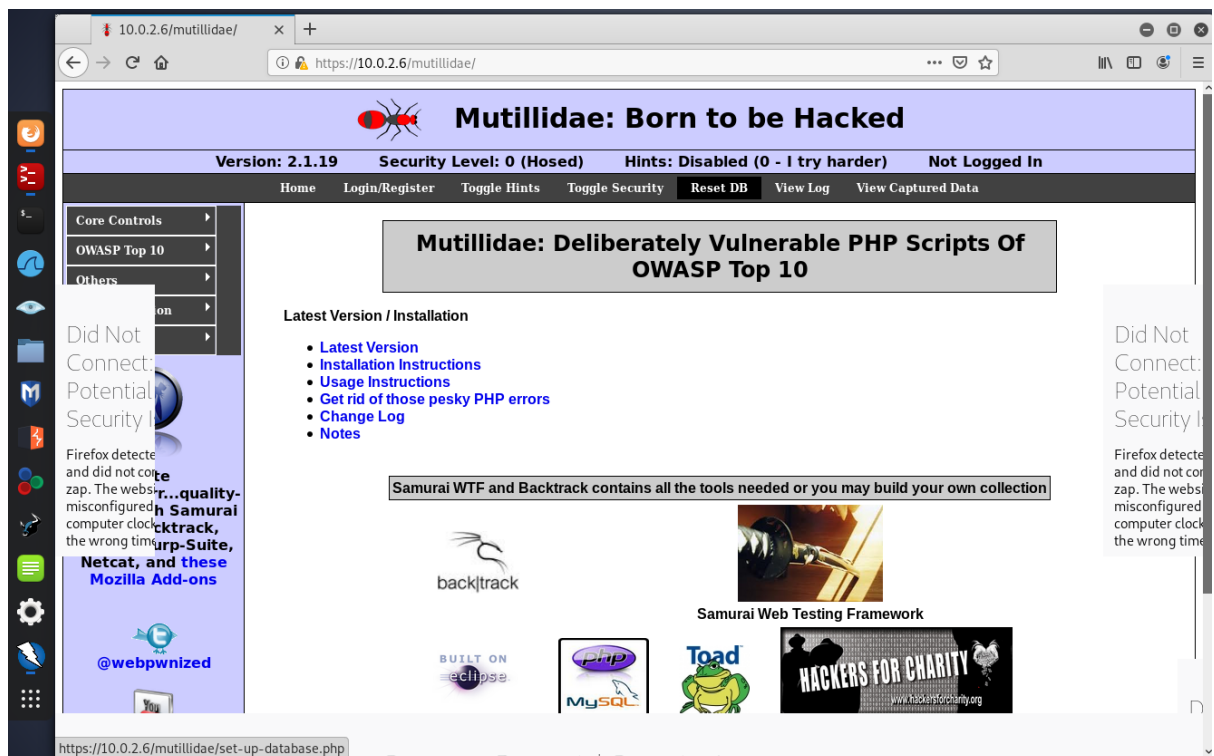 10.0.2.6/mutillidae/
https://10.0.2.6/mutillidae/
Mutillidae: Born to be Hacked
Version: 2.1.19 Security Level: 0 (Hosed) Hints: Disabled (0 - I try harder) Not Logged In
Home Login/Register Toggle Hints Toggle Security Reset DB View Log View Captured Data
Core Controls
OWASP Top 10
Others
Mutillidae: Deliberately Vulnerable PHP Scripts Of
OWASP Top 10
Latest Version / Installation
Latest Version
Installation Instructions
Usage Instructions
Get rid of those pesky PHP errors
Change Log
Notes
Did Not
Connect:
Potential
Security
Firefox detecte
and did not
zap. The
misconfigured
computer clock
the wrong time
Samurai
Netcat, and these
Mozilla Add-ons
@webpwnized
You
Samurai WTF and Backtrack contains all the tools needed or you may build your own collection
back|track
Samurai Web Testing Framework
BUILT ON
eclipse
php
MySQL
Toad
HACKERS FOR CHARITY
www.hackersforcharity.org
Did Not
Connect:
Potential
Security
Firefox detecte
and did not
zap. The websi
misconfigured
computer clock
the wrong time
https://10.0.2.6/mutillidae/set-up-database.php